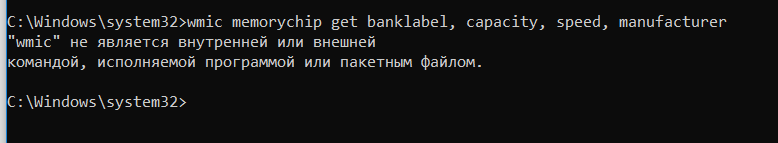 C:\Windows\system32>wmic memorychip get banklabel, capacity, speed, manufacturer
"wmic" не является внутренней или внешней
командой, исполняемой программой или пакетным файлом.
C:\Windows\system32>